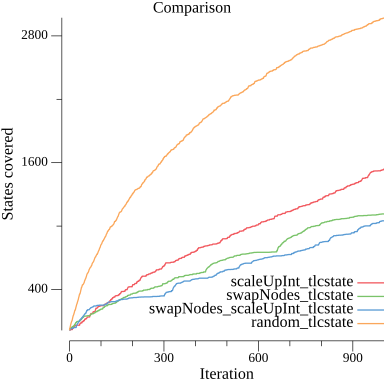 Comparison
States covered
2800
1600
400
scaleUpInt_tlcstate
swapNodes_tlcstate
swapNodes_scaleUpInt_tlcstate
random_tlcstate
0 300 600 900
Iteration